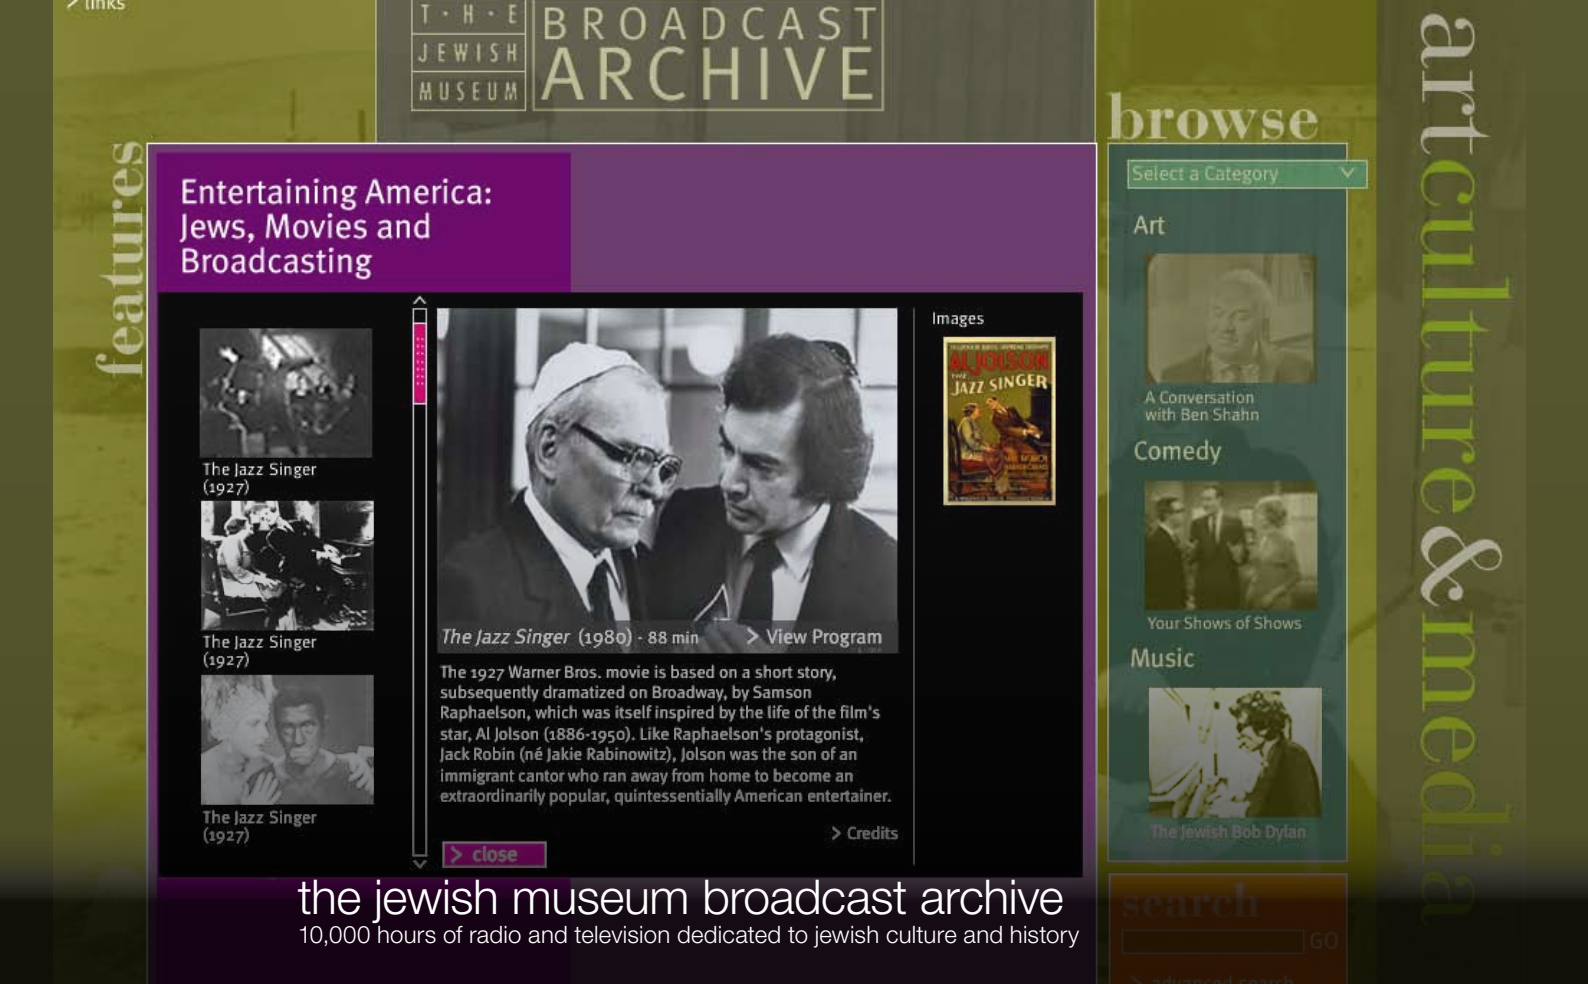 > links
T·H·E
JEWISH
MUSEUM
BROADCAST
ARCHIVE
features
Entertaining America:
Jews, Movies and
Broadcasting
The Jazz Singer
(1927)
The Jazz Singer
(1927)
The Jazz Singer
(1927)
The Jazz Singer (1980) - 88 min > View Program
The 1927 Warner Bros. movie is based on a short story,
subsequently dramatized on Broadway, by Samson
Raphaelson, which was itself inspired by the life of the film's
star, Al Jolson (1886-1950). Like Raphaelson's protagonist,
Jack Robin (né Jakie Rabinowitz), Jolson was the son of an
immigrant cantor who ran away from home to become an
extraordinarily popular, quintessentially American entertainer.
> Credits
> close
Images
AL JOLSON
THE
JAZZ SINGER
browse
Select a Category
Art
A Conversation
with Ben Shahn
Comedy
Your Shows of Shows
Music
The Jewish Bob Dylan
search
GO
> advanced search
artculture&media
the jewish museum broadcast archive
10,000 hours of radio and television dedicated to jewish culture and history